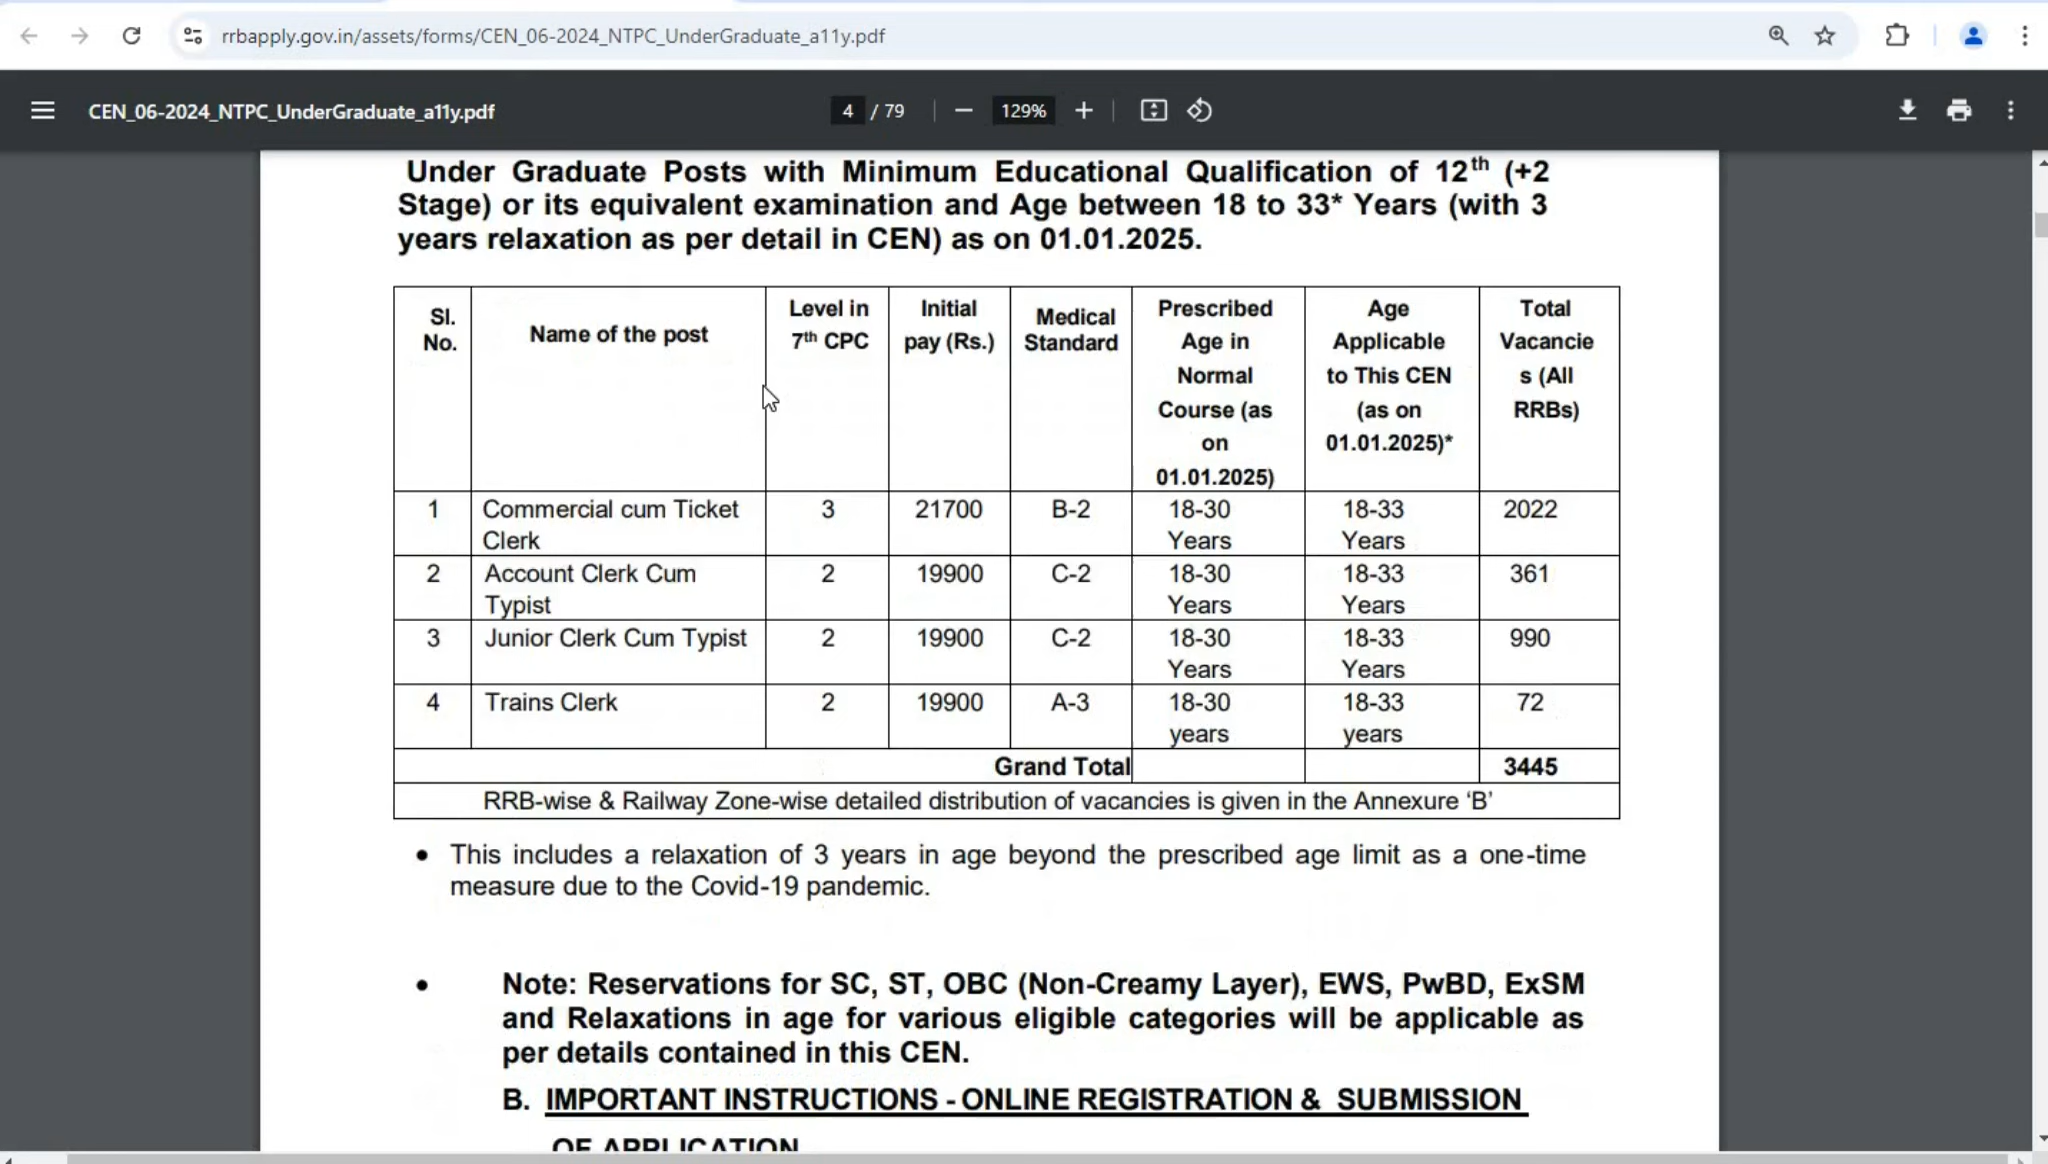 rrbapply.gov.in/assets/forms/CEN_06-2024_NTPC_UnderGraduate_a11y.pdf
CEN_06-2024_NTPC_UnderGraduate_a11y.pdf
4 / 79
129%
Under Graduate Posts with Minimum Educational Qualification of 12th (+2
Stage) or its equivalent examination and Age between 18 to 33* Years (with 3
years relaxation as per detail in CEN) as on 01.01.2025.
Sl. No. Name of the post Level in 7th CPC Initial pay (Rs.) Medical Standard Prescribed Age in Normal Course (as on 01.01.2025) Age Applicable to This CEN (as on 01.01.2025)* Total Vacancie s (All RRBs)
1 Commercial cum Ticket Clerk 3 21700 B-2 18-30 Years 18-33 Years 2022
2 Account Clerk Cum Typist 2 19900 C-2 18-30 Years 18-33 Years 361
3 Junior Clerk Cum Typist 2 19900 C-2 18-30 Years 18-33 Years 990
4 Trains Clerk 2 19900 A-3 18-30 years 18-33 years 72
Grand Total 3445
RRB-wise & Railway Zone-wise detailed distribution of vacancies is given in the Annexure ‘B’
• This includes a relaxation of 3 years in age beyond the prescribed age limit as a one-time
measure due to the Covid-19 pandemic.
• Note: Reservations for SC, ST, OBC (Non-Creamy Layer), EWS, PwBD, ExSM
and Relaxations in age for various eligible categories will be applicable as
per details contained in this CEN.
B. IMPORTANT INSTRUCTIONS - ONLINE REGISTRATION & SUBMISSION
OF APPLICATION